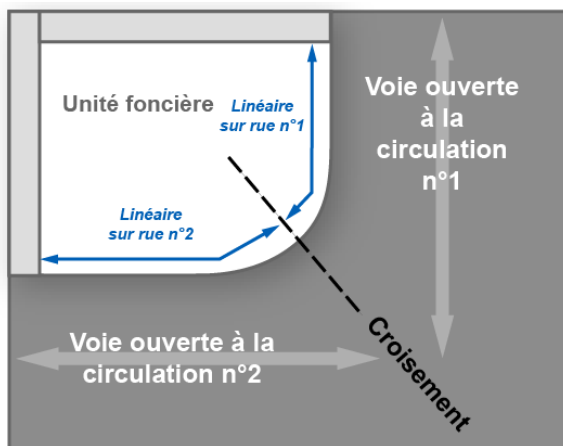 Unité foncière
Linéaire
sur rue n°1
Voie ouverte
à la
circulation
n°1
Linéaire
sur rue n°2
Voie ouverte à la
circulation n°2
Croisement